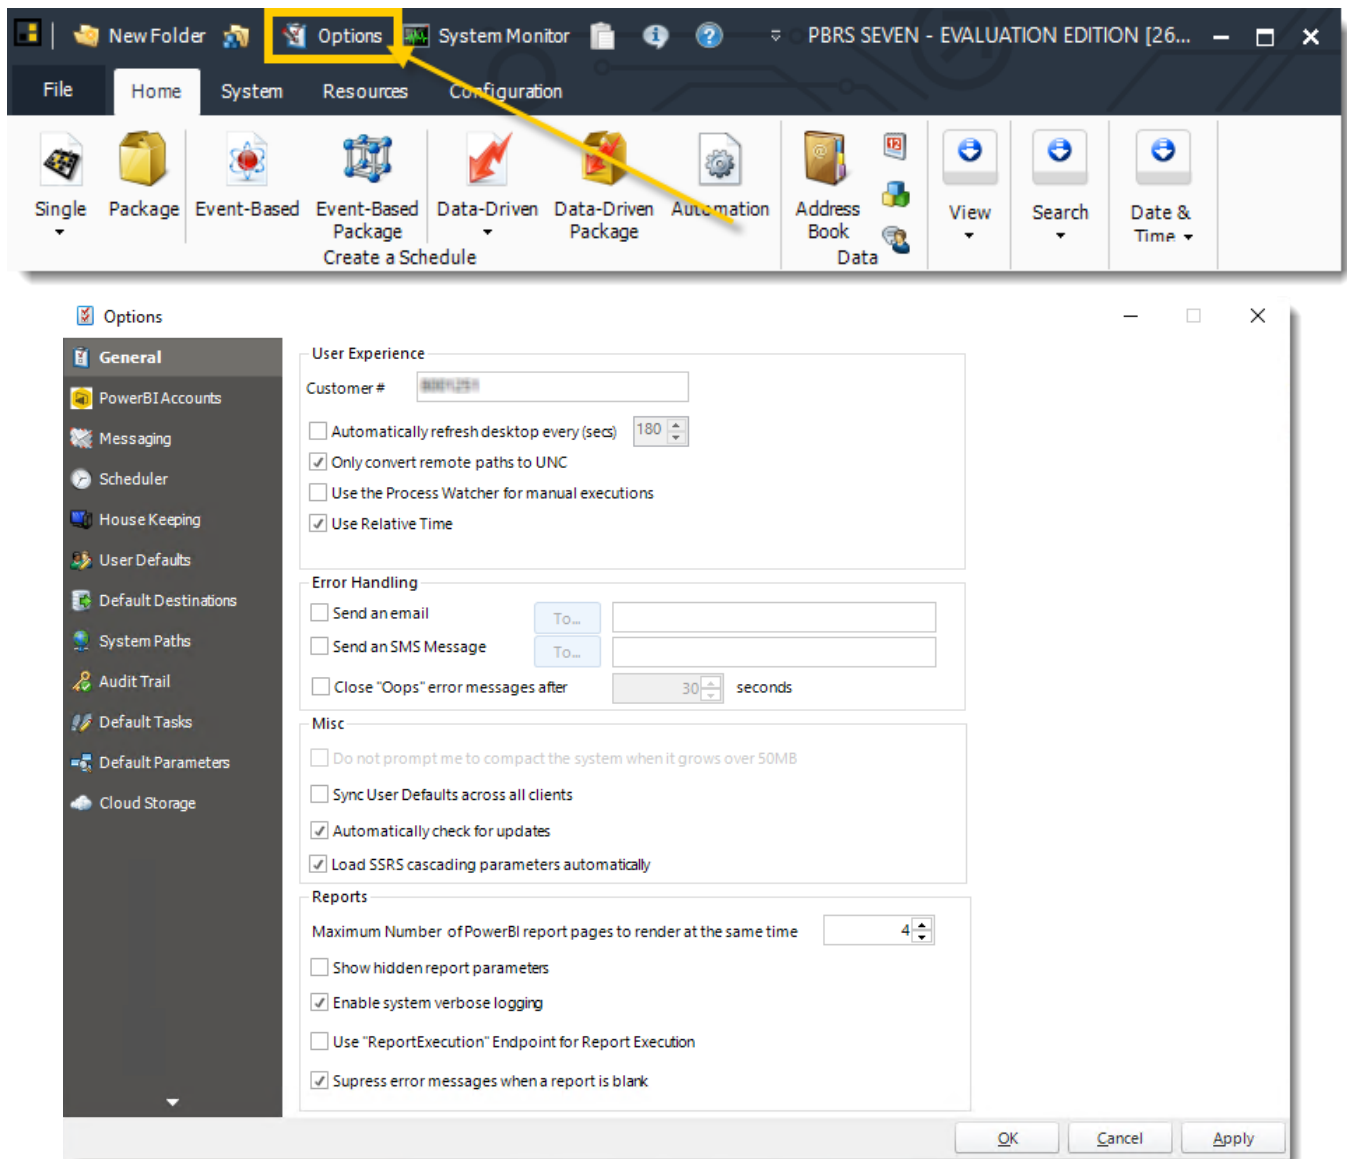 New Folder Options System Monitor PBRS SEVEN - EVALUATION EDITION [26...
File Home System Resources Configuration
Single Package Event-Based Event-Based Package Data-Driven Data-Driven Package Automation Address Book View Search Date & Time
Create a Schedule Data
Options
General
PowerBI Accounts
Messaging
Scheduler
House Keeping
User Defaults
Default Destinations
System Paths
Audit Trail
Default Tasks
Default Parameters
Cloud Storage
User Experience
Customer #
Automatically refresh desktop every (secs) 180
Only convert remote paths to UNC
Use the Process Watcher for manual executions
Use Relative Time
Error Handling
Send an email To...
Send an SMS Message To...
Close "Oops" error messages after 30 seconds
Misc
Do not prompt me to compact the system when it grows over 50MB
Sync User Defaults across all clients
Automatically check for updates
Load SSRS cascading parameters automatically
Reports
Maximum Number of PowerBI report pages to render at the same time 4
Show hidden report parameters
Enable system verbose logging
Use "ReportExecution" Endpoint for Report Execution
Supress error messages when a report is blank
OK Cancel Apply